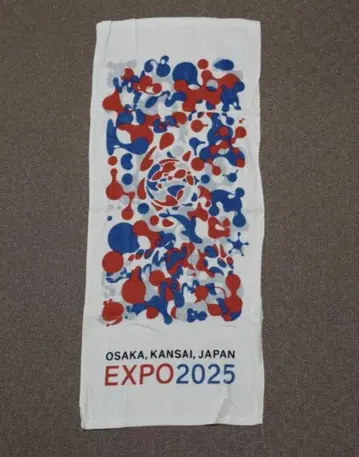 OSAKA, KANSAI, JAPAN
EXPO2025